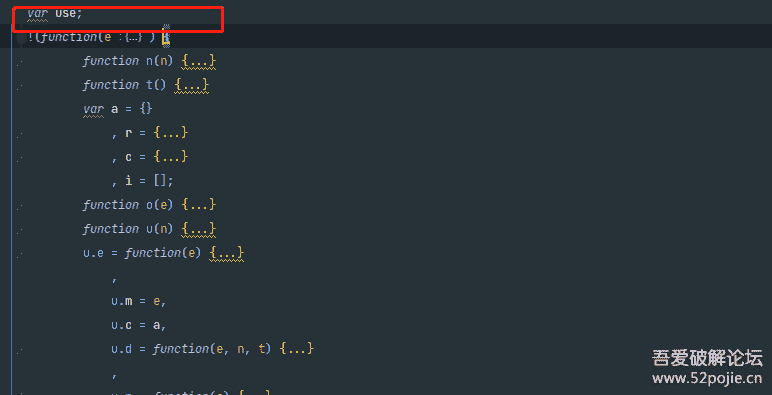 var Use;
!(function(e :{...} ) {
function n(n) {...}
function t() {...}
var a = {}
, r = {...}
, c = {...}
, i = [];
function o(e) {...}
function u(n) {...}
u.e = function(e) {...}
,
u.m = e,
u.c = a,
u.d = function(e, n, t) {...}
,
吾爱破解论坛
www.52pojie.cn